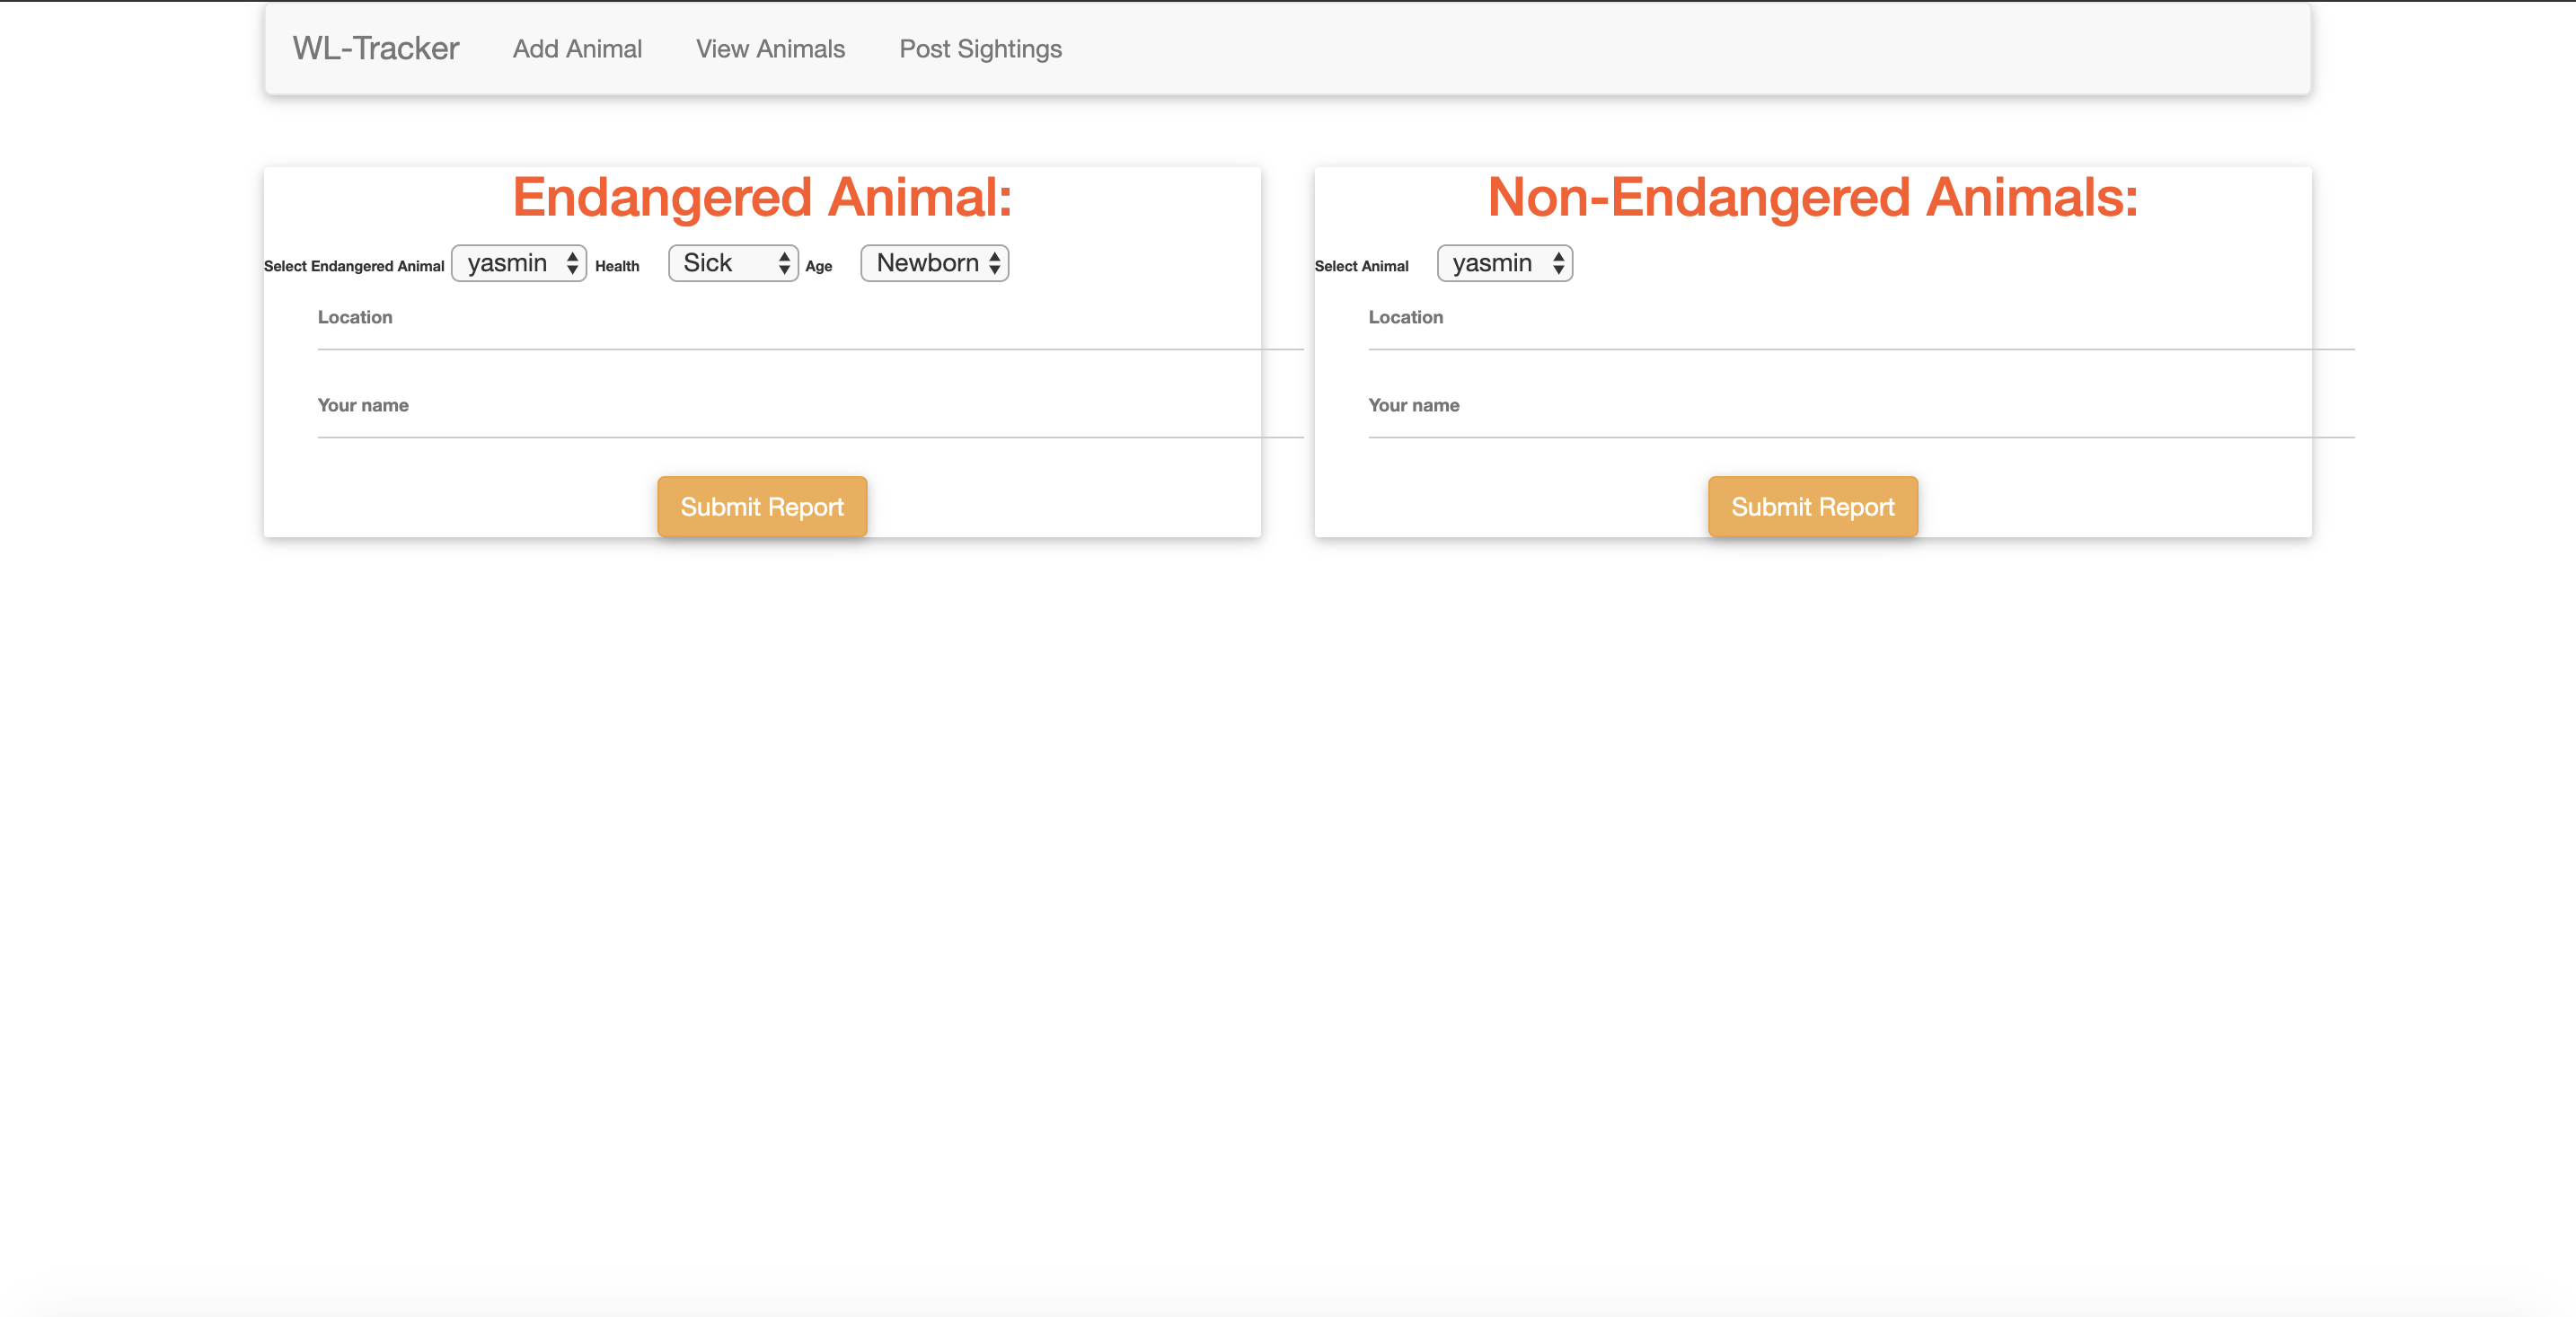 WL-Tracker Add Animal View Animals Post Sightings
Endangered Animal:
Select Endangered Animal yasmin Health Sick Age Newborn
Location
Your name
Submit Report
Non-Endangered Animals:
Select Animal yasmin
Location
Your name
Submit Report